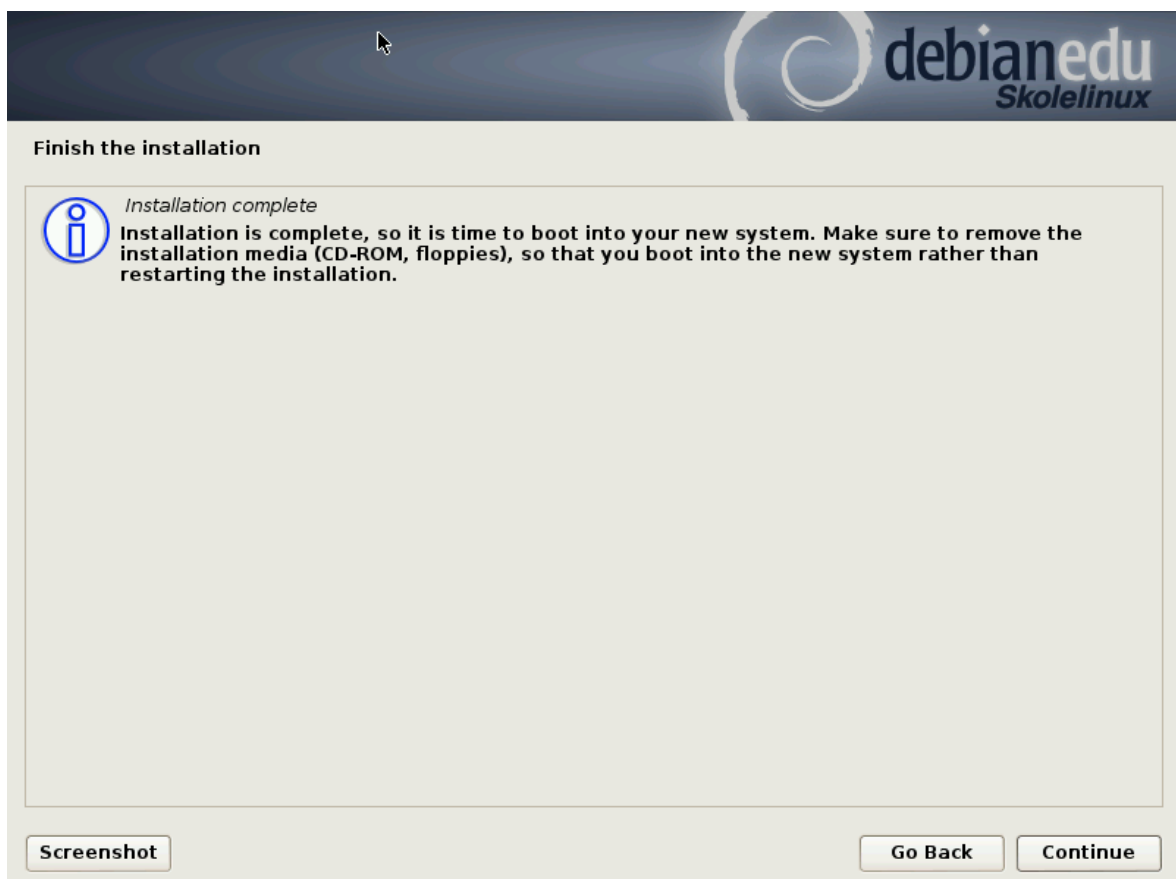 debianedu
Skolelinux
Finish the installation
Installation complete
Installation is complete, so it is time to boot into your new system. Make sure to remove the
installation media (CD-ROM, floppies), so that you boot into the new system rather than
restarting the installation.
Screenshot
Go Back
Continue